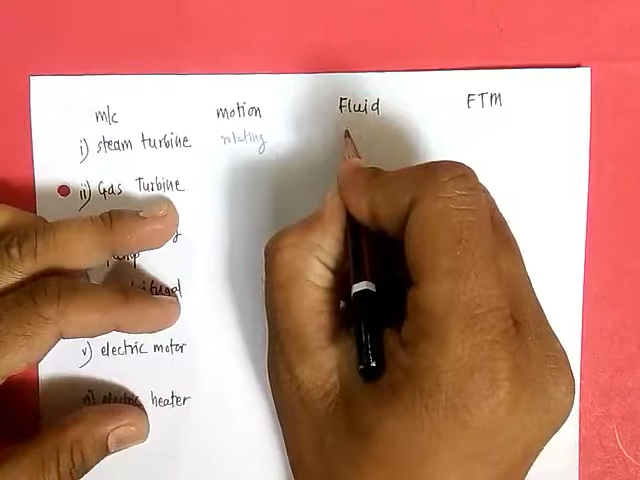 m/c motion Fluid FTM
i) steam turbine rotating
ii) Gas Turbine
v) electric motor
heater